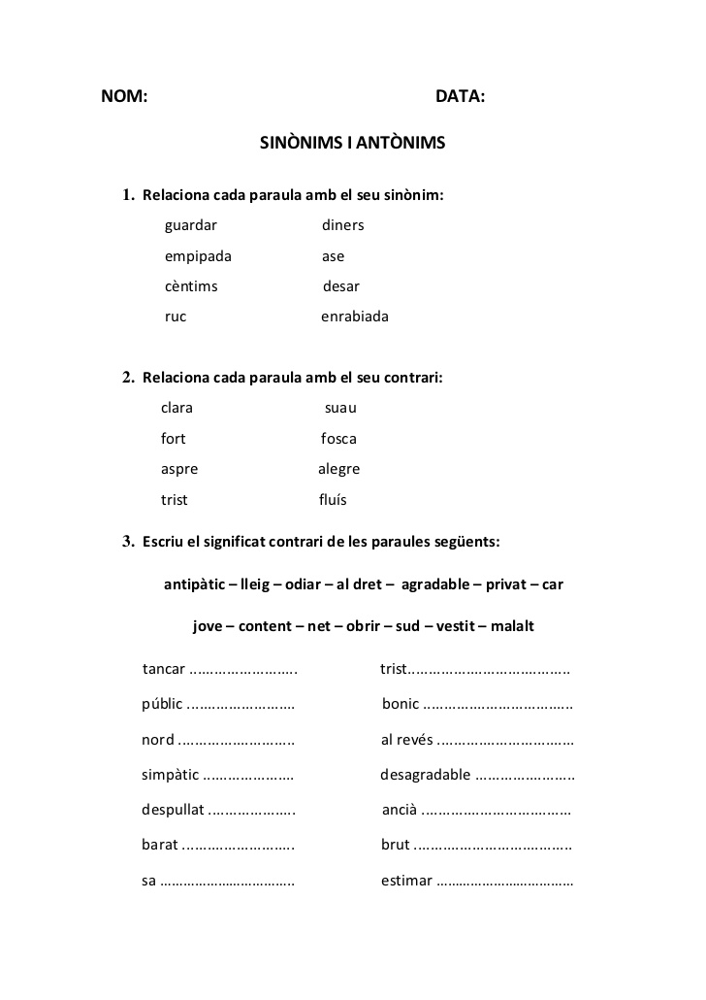 NOM: DATA:
SINÒNIMS I ANTÒNIMS
1. Relaciona cada paraula amb el seu sinònim:
guardar diners
empipada ase
cèntims desar
ruc enrabiada
2. Relaciona cada paraula amb el seu contrari:
clara suau
fort fosca
aspre alegre
trist fluís
3. Escriu el significat contrari de les paraules següents:
antipàtic – lleig – odiar – al dret – agradable – privat – car
jove – content – net – obrir – sud – vestit – malalt
tancar .......................... trist.......................................
públic .......................... bonic ....................................
nord ............................ al revés .................................
simpàtic ...................... desagradable ........................
despullat ..................... ancià ....................................
barat ........................... brut ......................................
sa ................................ estimar .................................